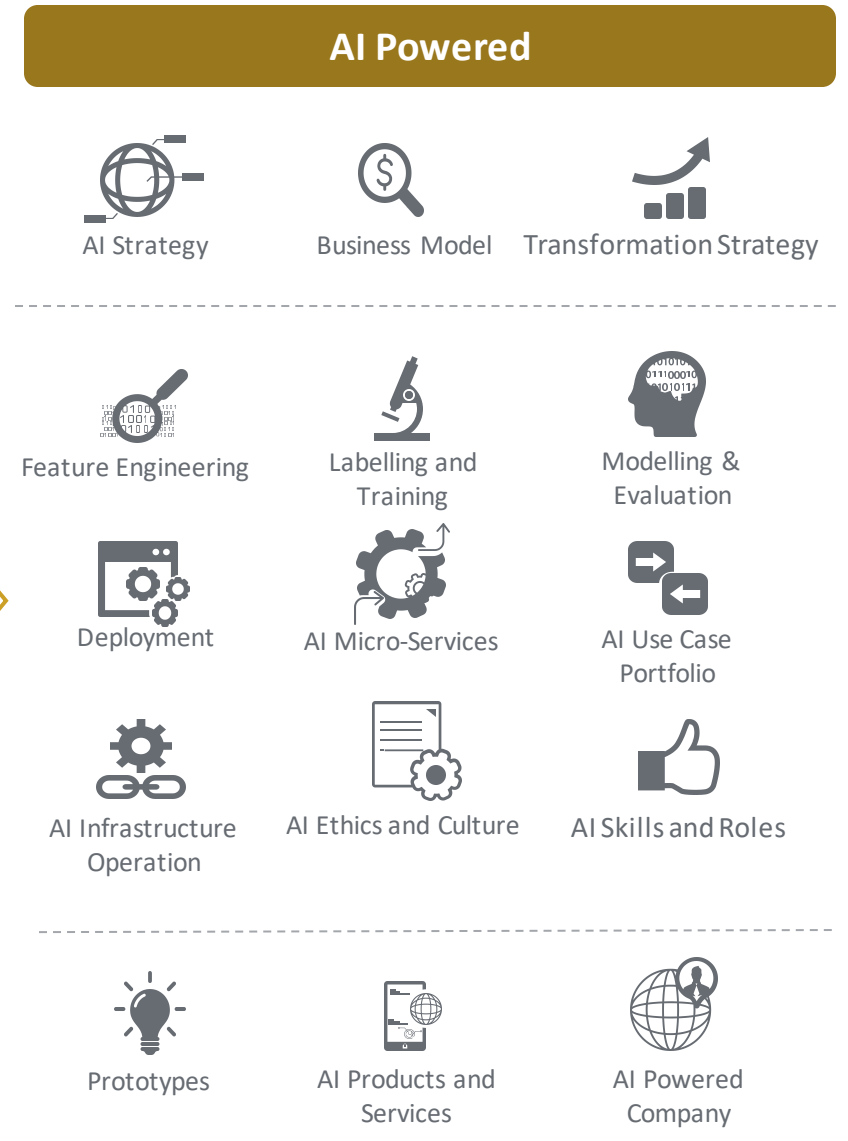 AI Powered
AI Strategy
Business Model
Transformation Strategy
Feature Engineering
Labelling and
Training
Modelling &
Evaluation
Deployment
AI Micro-Services
AI Use Case
Portfolio
AI Infrastructure
Operation
AI Ethics and Culture
AI Skills and Roles
Prototypes
AI Products and
Services
AI Powered
Company